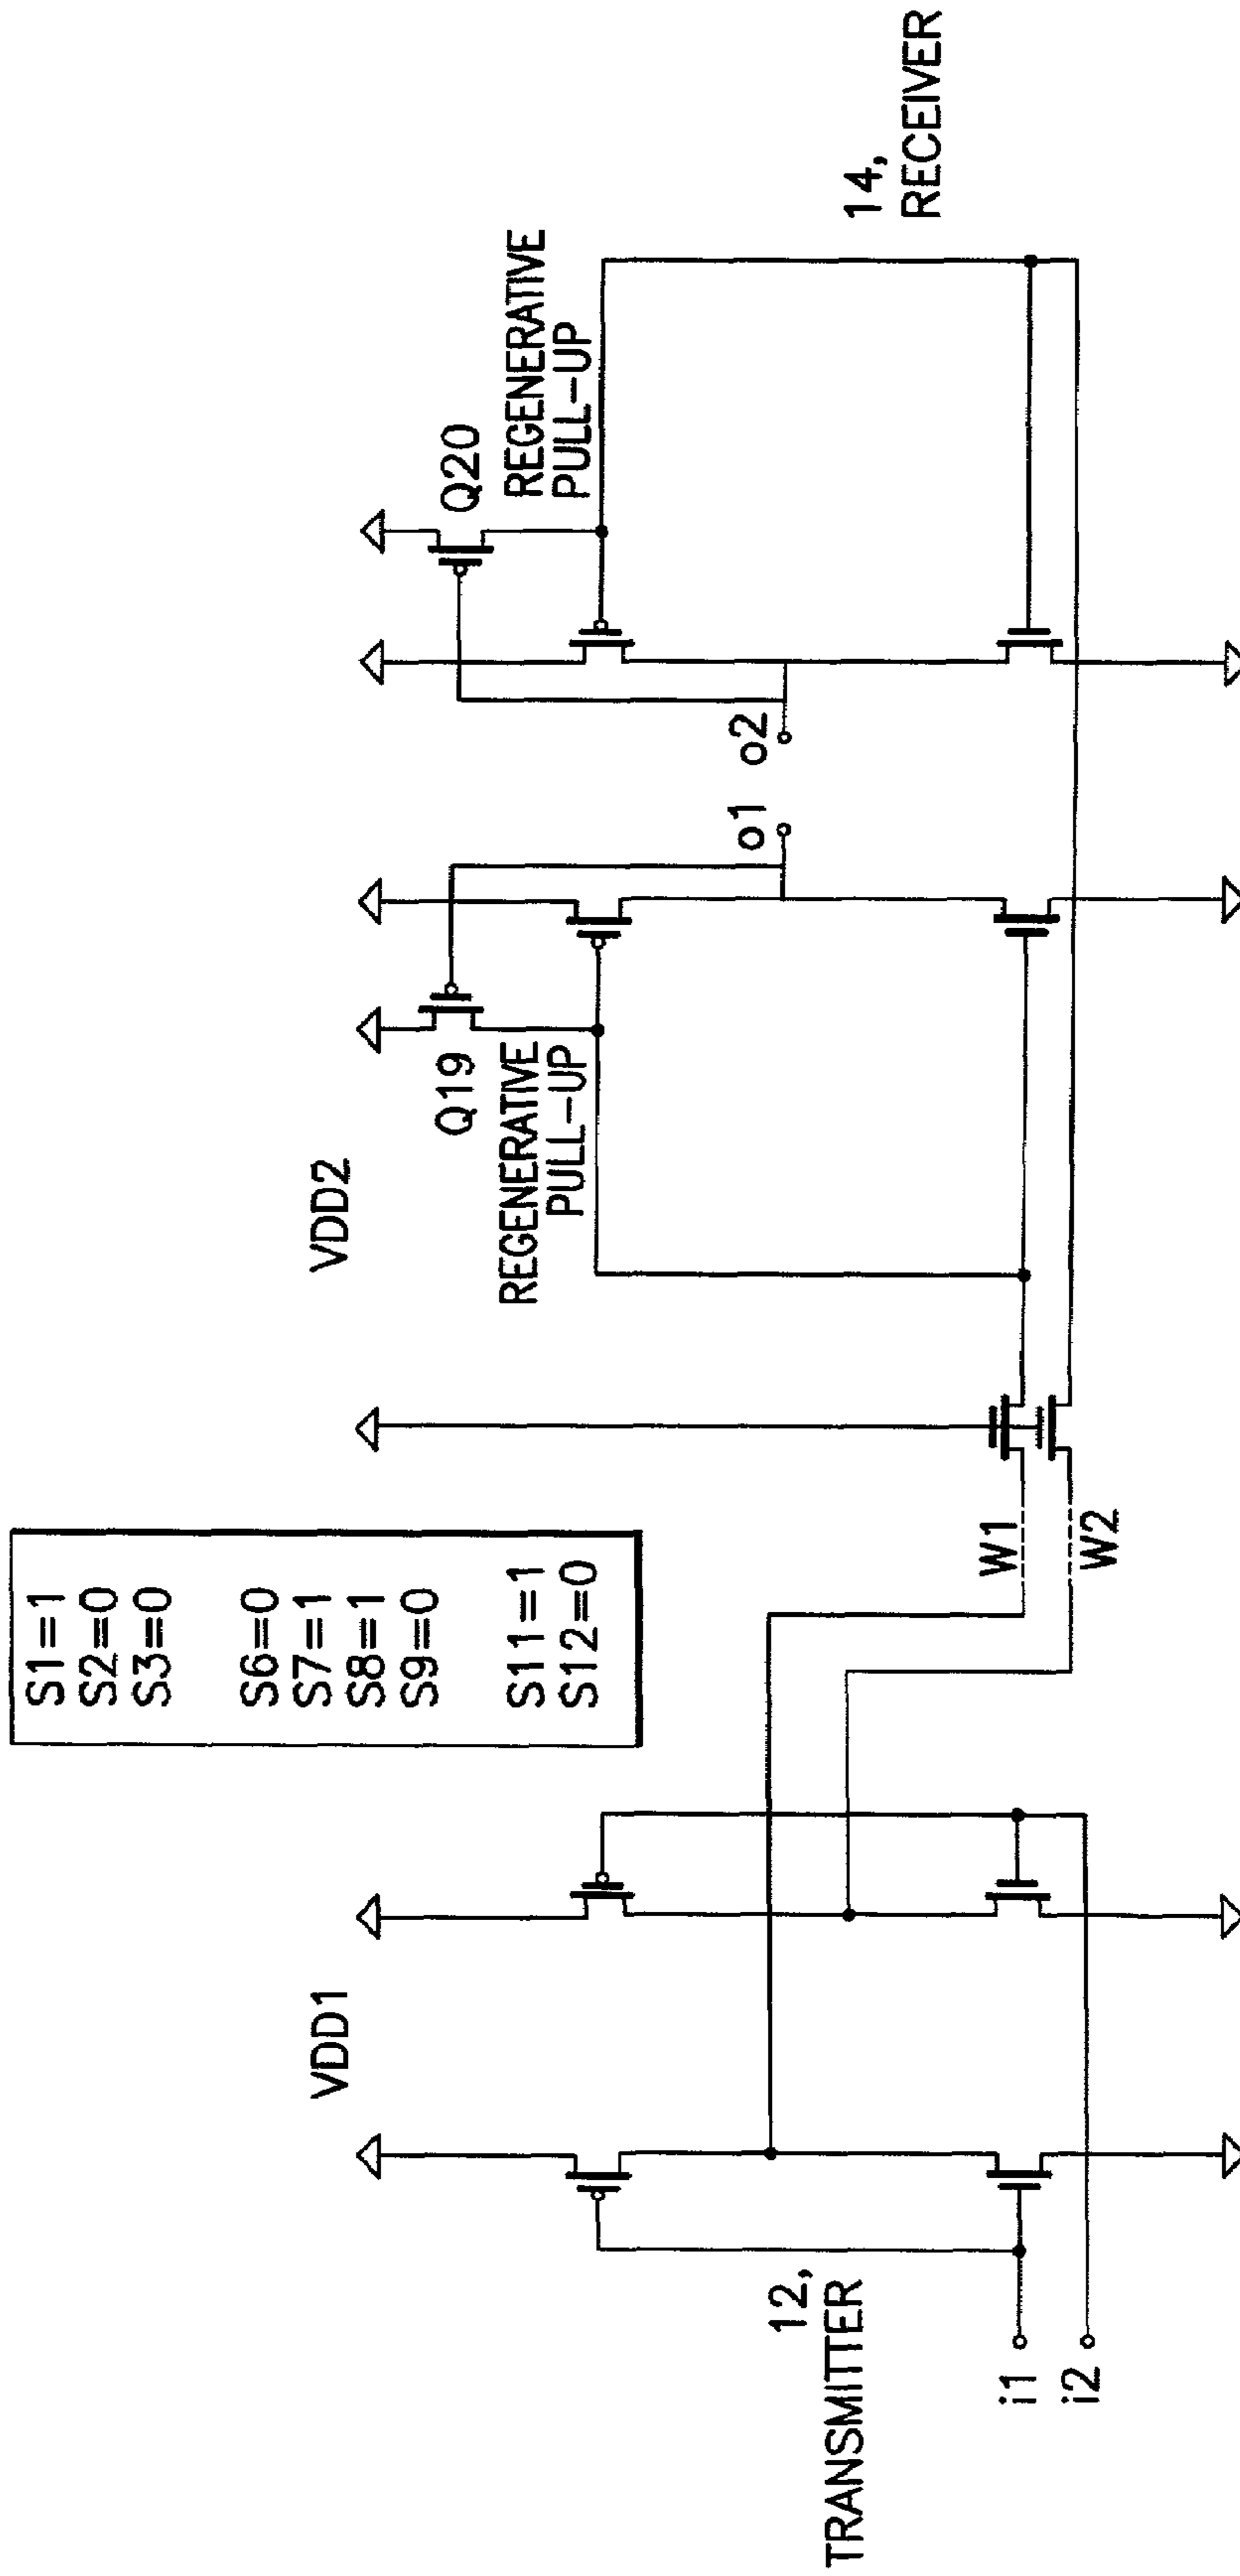 S1=1
S2=0
S3=0
S6=0
S7=1
S8=1
S9=0
S11=1
S12=0
VDD1
VDD2
12,
TRANSMITTER
i1
i2
W1
W2
Q19
REGENERATIVE
PULL-UP
o1
o2
Q20
REGENERATIVE
PULL-UP
14,
RECEIVER